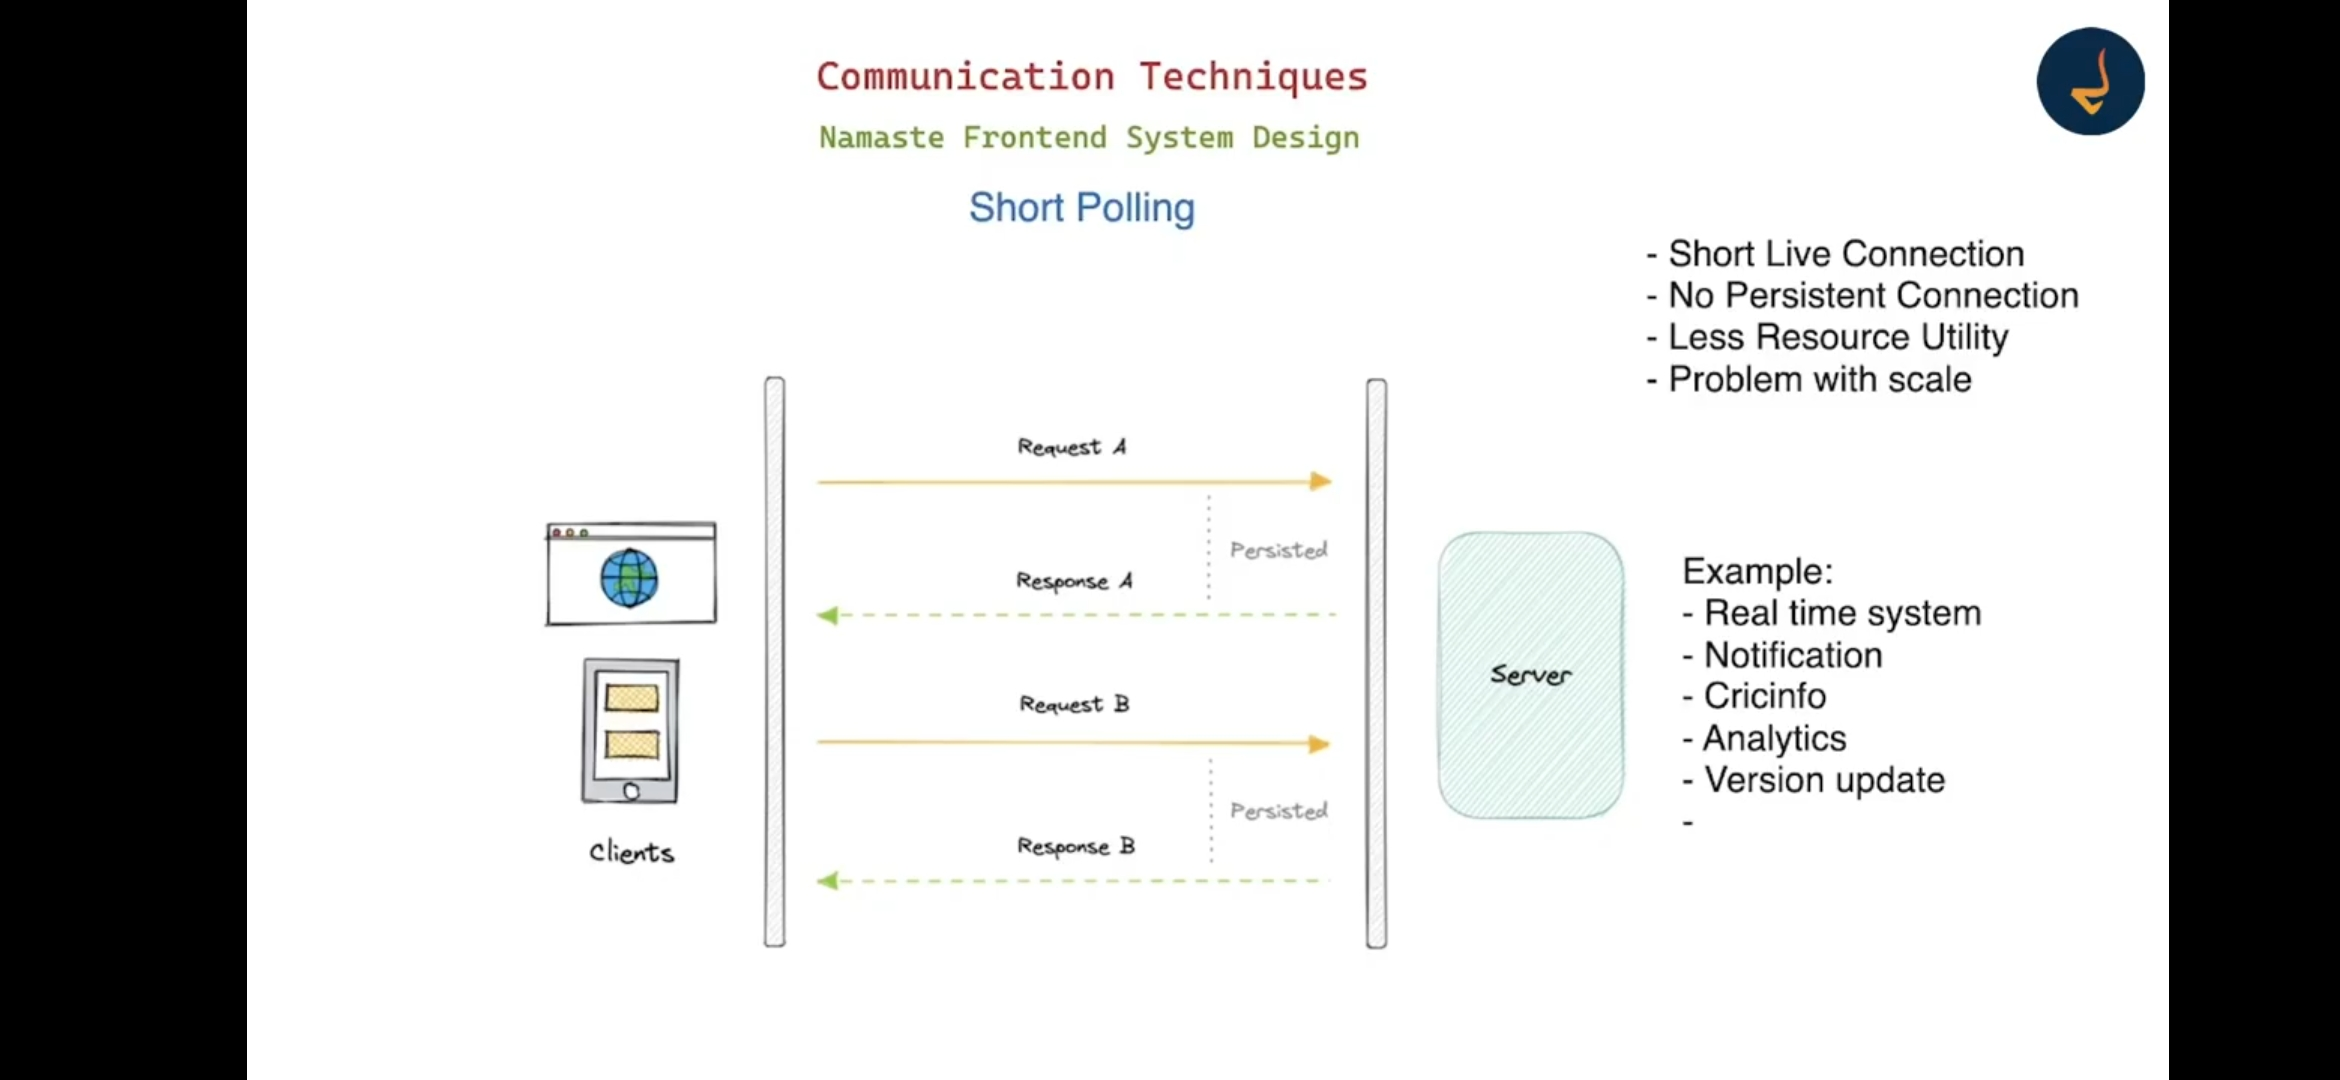 Communication Techniques
Namaste Frontend System Design
Short Polling
- Short Live Connection
- No Persistent Connection
- Less Resource Utility
- Problem with scale
Request A
Persisted
Response A
Request B
Persisted
Response B
Clients
Server
Example:
- Real time system
- Notification
- Cricinfo
- Analytics
- Version update
-